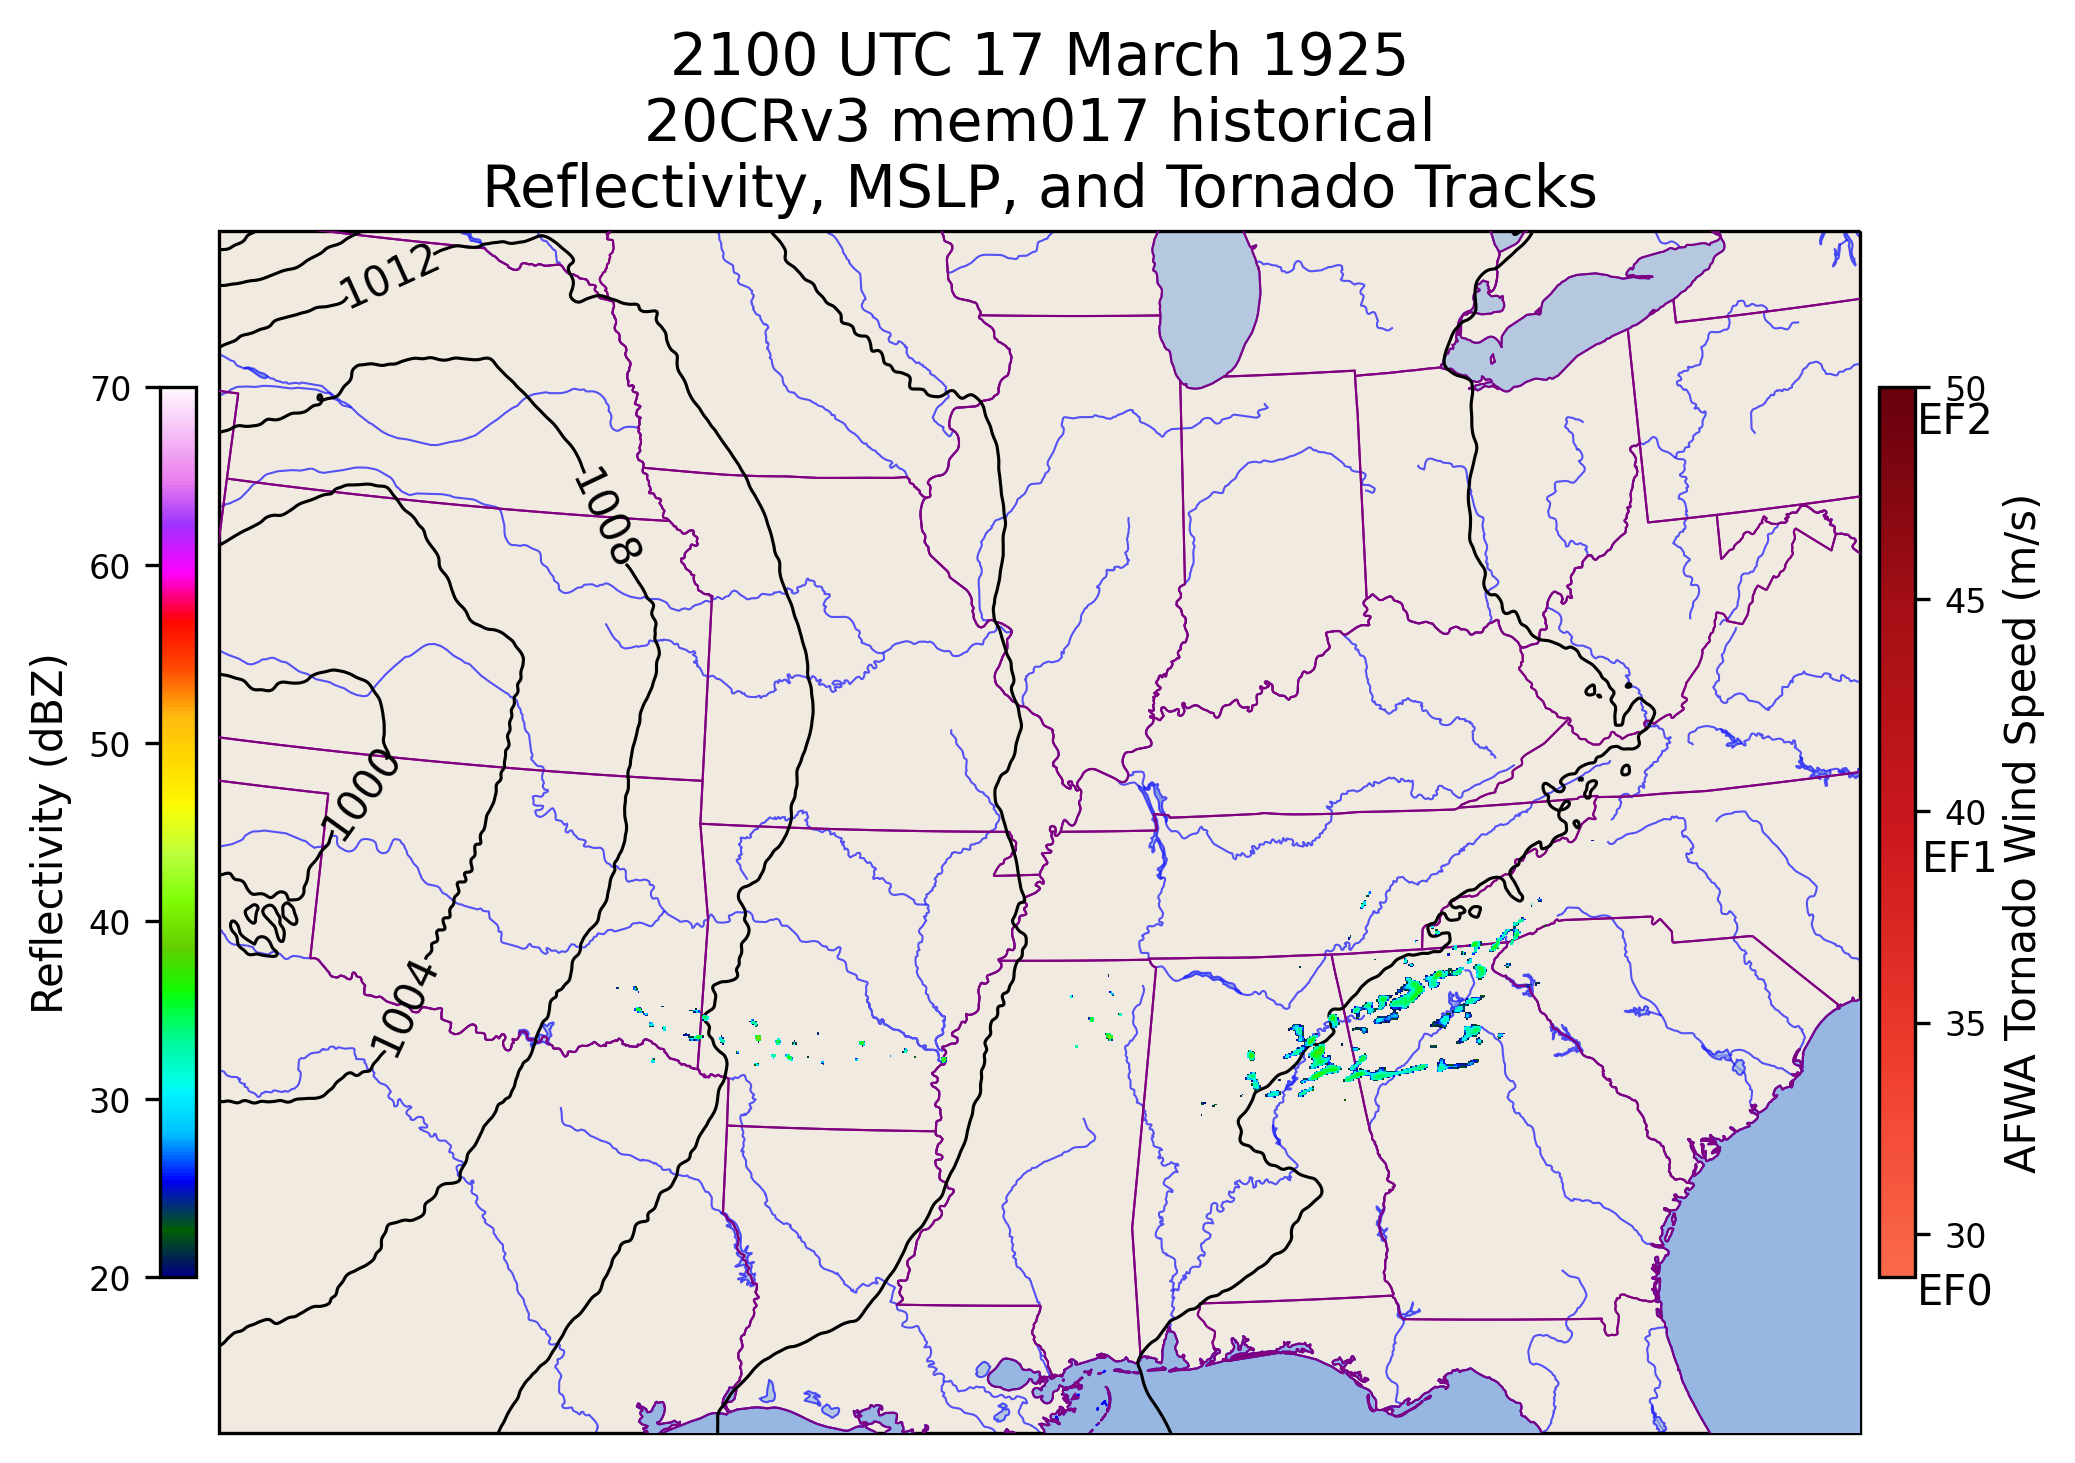 2100 UTC 17 March 1925
20CRv3 mem017 historical
Reflectivity, MSLP, and Tornado Tracks
1012
1008
1000
1004
70
60
50
40
30
20
Reflectivity (dBZ)
50
EF2
45
40
EF1
35
30
EF0
AFWA Tornado Wind Speed (m/s)